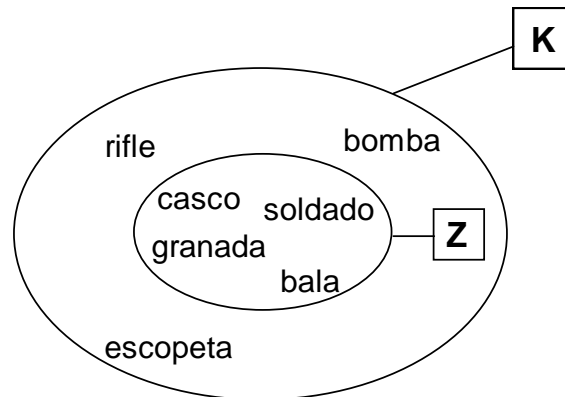 K
bomba
rifle
casco
soldado
granada
Z
bala
escopeta